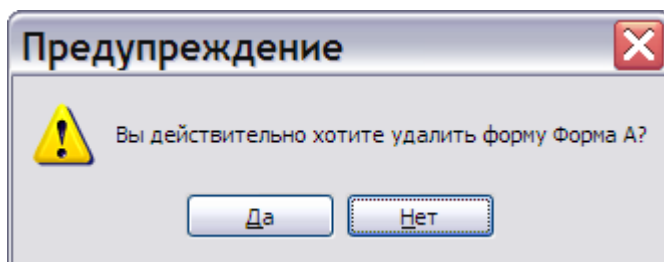 Предупреждение
Вы действительно хотите удалить форму Форма А?
Да
Нет